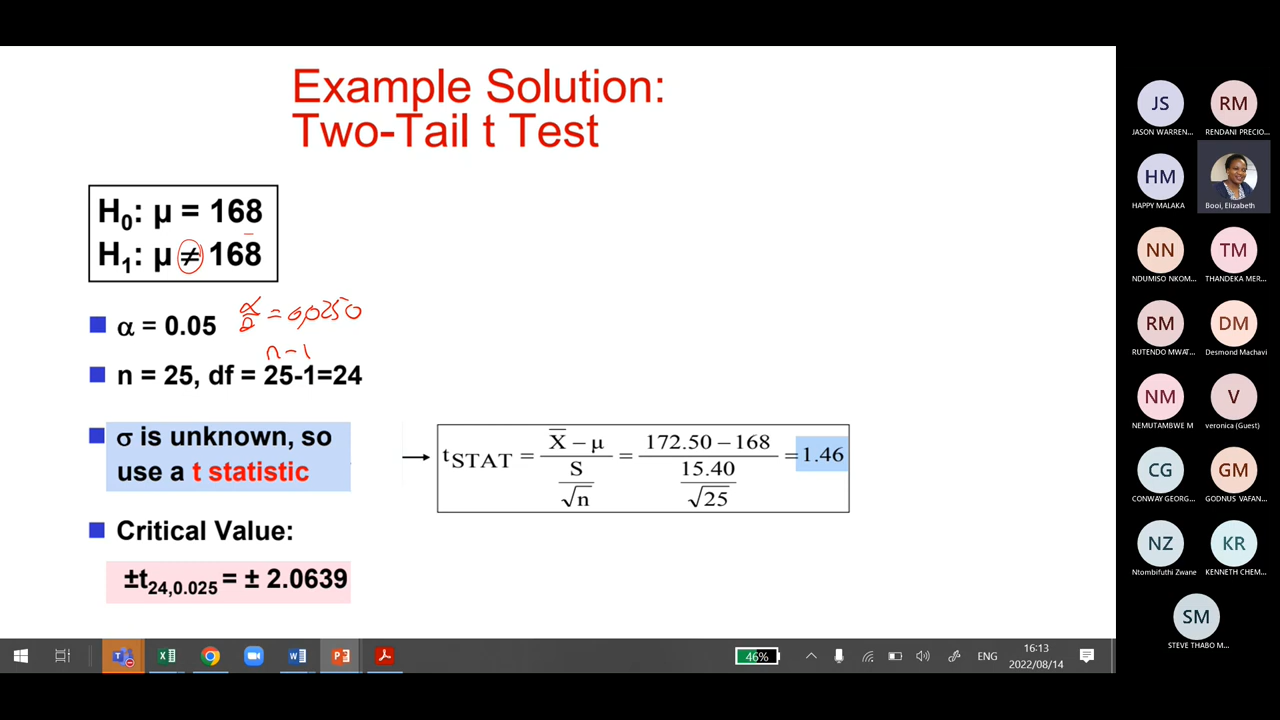 Example Solution:
Two-Tail t Test
H0: µ = 168
H1: µ ≠ 168
α = 0.05
α/2 = 0,0250
n-1
n = 25, df = 25-1=24
σ is unknown, so
use a t statistic
tSTAT = (X̅ − µ)/(S/√n) = (172.50 − 168)/(15.40/√25) = 1.46
Critical Value:
±t24,0.025 = ± 2.0639
JS
JASON WARREN...
RM
RENDANI PRECIO...
HM
HAPPY MALAKA
Booi, Elizabeth
NN
NDUMISO NKOM...
TM
THANDEKA MER...
RM
RUTENDO MWAT...
DM
Desmond Machavi
NM
NEMUTAMBWE M
V
veronica (Guest)
CG
CONWAY GEORG...
GM
GODNUS VAFAN...
NZ
Ntombifuthi Zwane
KR
KENNETH CHEM...
SM
STEVE THABO M...
46%
ENG
16:13
2022/08/14